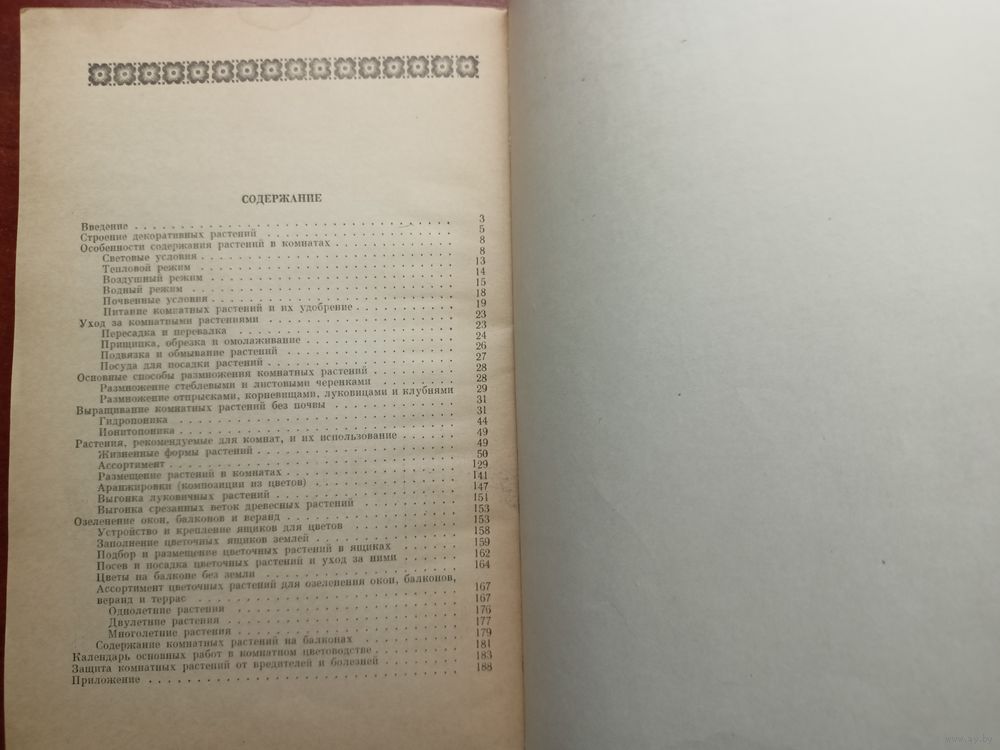 СОДЕРЖАНИЕ
Введение . . . . . . . . . . 3
Строение декоративных растений . . . . . . . . . . 5
Особенности содержания растений в комнатах . . . . . . . . . . 8
Световые условия . . . . . . . . . . 8
Тепловой режим . . . . . . . . . . 13
Воздушный режим . . . . . . . . . . 14
Водный режим . . . . . . . . . . 15
Почвенные условия . . . . . . . . . . 18
Питание комнатных растений и их удобрение . . . . . . . . . . 19
Уход за комнатными растениями . . . . . . . . . . 23
Пересадка и перевалка . . . . . . . . . . 23
Прищипка, обрезка и омолаживание . . . . . . . . . . 24
Подвязка и обмывание растений . . . . . . . . . . 26
Посуда для посадки растений . . . . . . . . . . 27
Основные способы размножения комнатных растений . . . . . . . 28
Размножение стеблевыми и листовыми черенками . . . . . . . 28
Размножение отпрысками, корневищами, луковицами и клубнями 29
Выращивание комнатных растений без почвы . . . . . . . . . . 31
Гидропоника . . . . . . . . . . 31
Ионитопоника . . . . . . . . . . 44
Растения, рекомендуемые для комнат, и их использование . . . . . 49
Жизненные формы растений . . . . . . . . . . 49
Ассортимент . . . . . . . . . . 50
Размещение растений в комнатах . . . . . . . . . . 129
Аранжировки (композиции из цветов) . . . . . . . . . . 141
Выгонка луковичных растений . . . . . . . . . . 147
Выгонка срезанных веток древесных растений . . . . . . . . 151
Озеленение окон, балконов и веранд . . . . . . . . . . 153
Устройство и крепление ящиков для цветов . . . . . . . . 153
Заполнение цветочных ящиков землей . . . . . . . . . . 158
Подбор и размещение цветочных растений в ящиках . . . . . . 159
Посев и посадка цветочных растений и уход за ними . . . . . 162
Цветы на балконе без земли . . . . . . . . . . 164
Ассортимент цветочных растений для озеленения окон, балконов,
веранд и террас . . . . . . . . . . 167
Однолетние растения . . . . . . . . . . 167
Двулетние растения . . . . . . . . . . 176
Многолетние растения . . . . . . . . . . 177
Содержание комнатных растений на балконах . . . . . . . . 179
Календарь основных работ в комнатном цветоводстве . . . . . . . 181
Защита комнатных растений от вредителей и болезней . . . . . . . 183
Приложение . . . . . . . . . . 188
www.ay.by